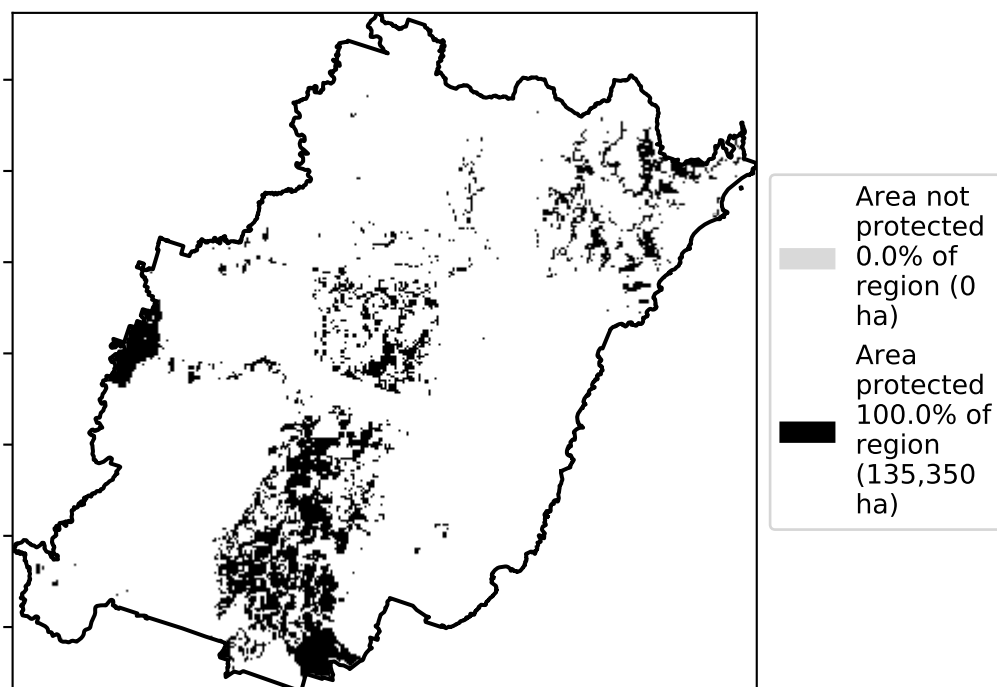 Area not
protected
0.0% of
region (0
ha)
Area
protected
100.0% of
region
(135,350
ha)